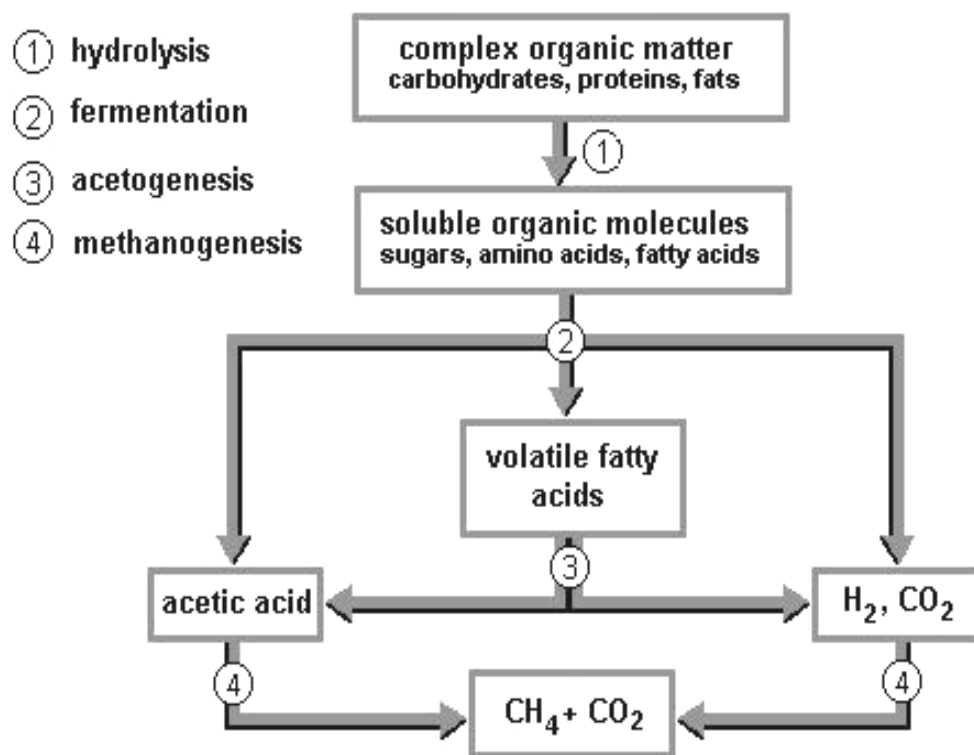 ① hydrolysis
② fermentation
③ acetogenesis
④ methanogenesis
complex organic matter
carbohydrates, proteins, fats
①
soluble organic molecules
sugars, amino acids, fatty acids
②
volatile fatty
acids
③
acetic acid
H₂, CO₂
④
④
CH₄ + CO₂